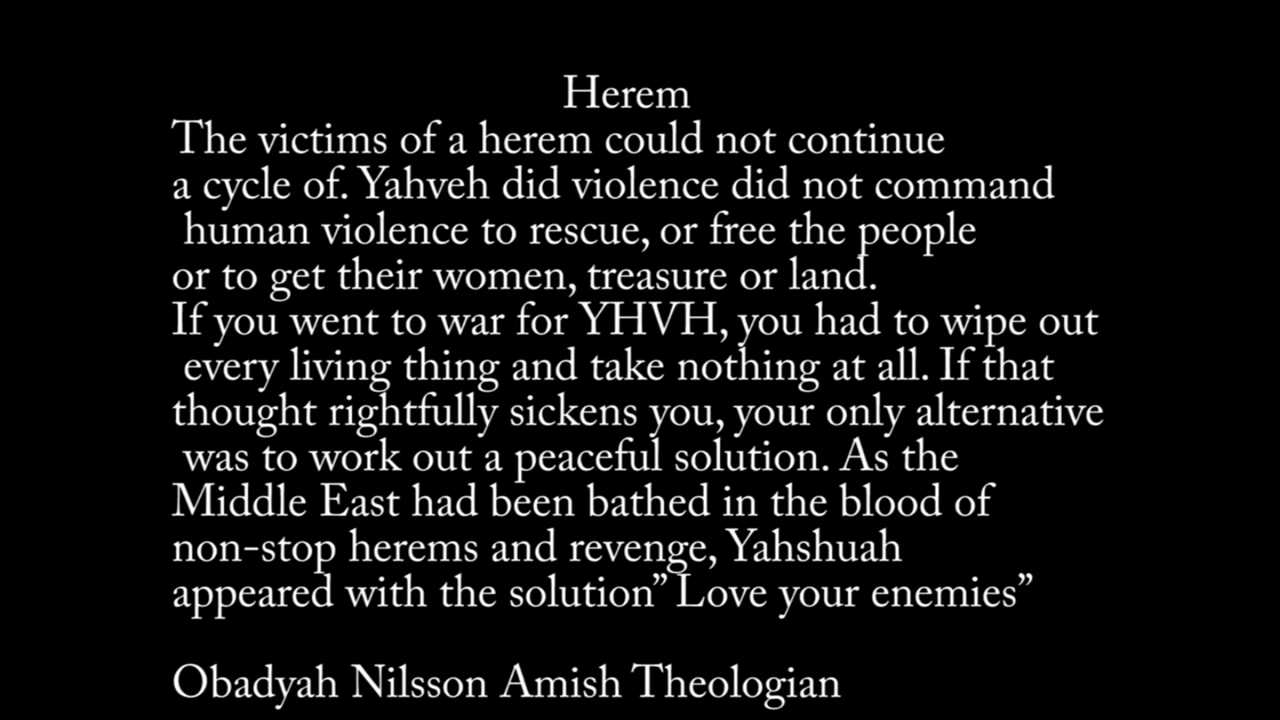 Herem
The victims of a herem could not continue
a cycle of. Yahveh did violence did not command
human violence to rescue, or free the people
or to get their women, treasure or land.
If you went to war for YHVH, you had to wipe out
every living thing and take nothing at all. If that
thought rightfully sickens you, your only alternative
was to work out a peaceful solution. As the
Middle East had been bathed in the blood of
non-stop herems and revenge, Yahshuah
appeared with the solution” Love your enemies”
Obadyah Nilsson Amish Theologian